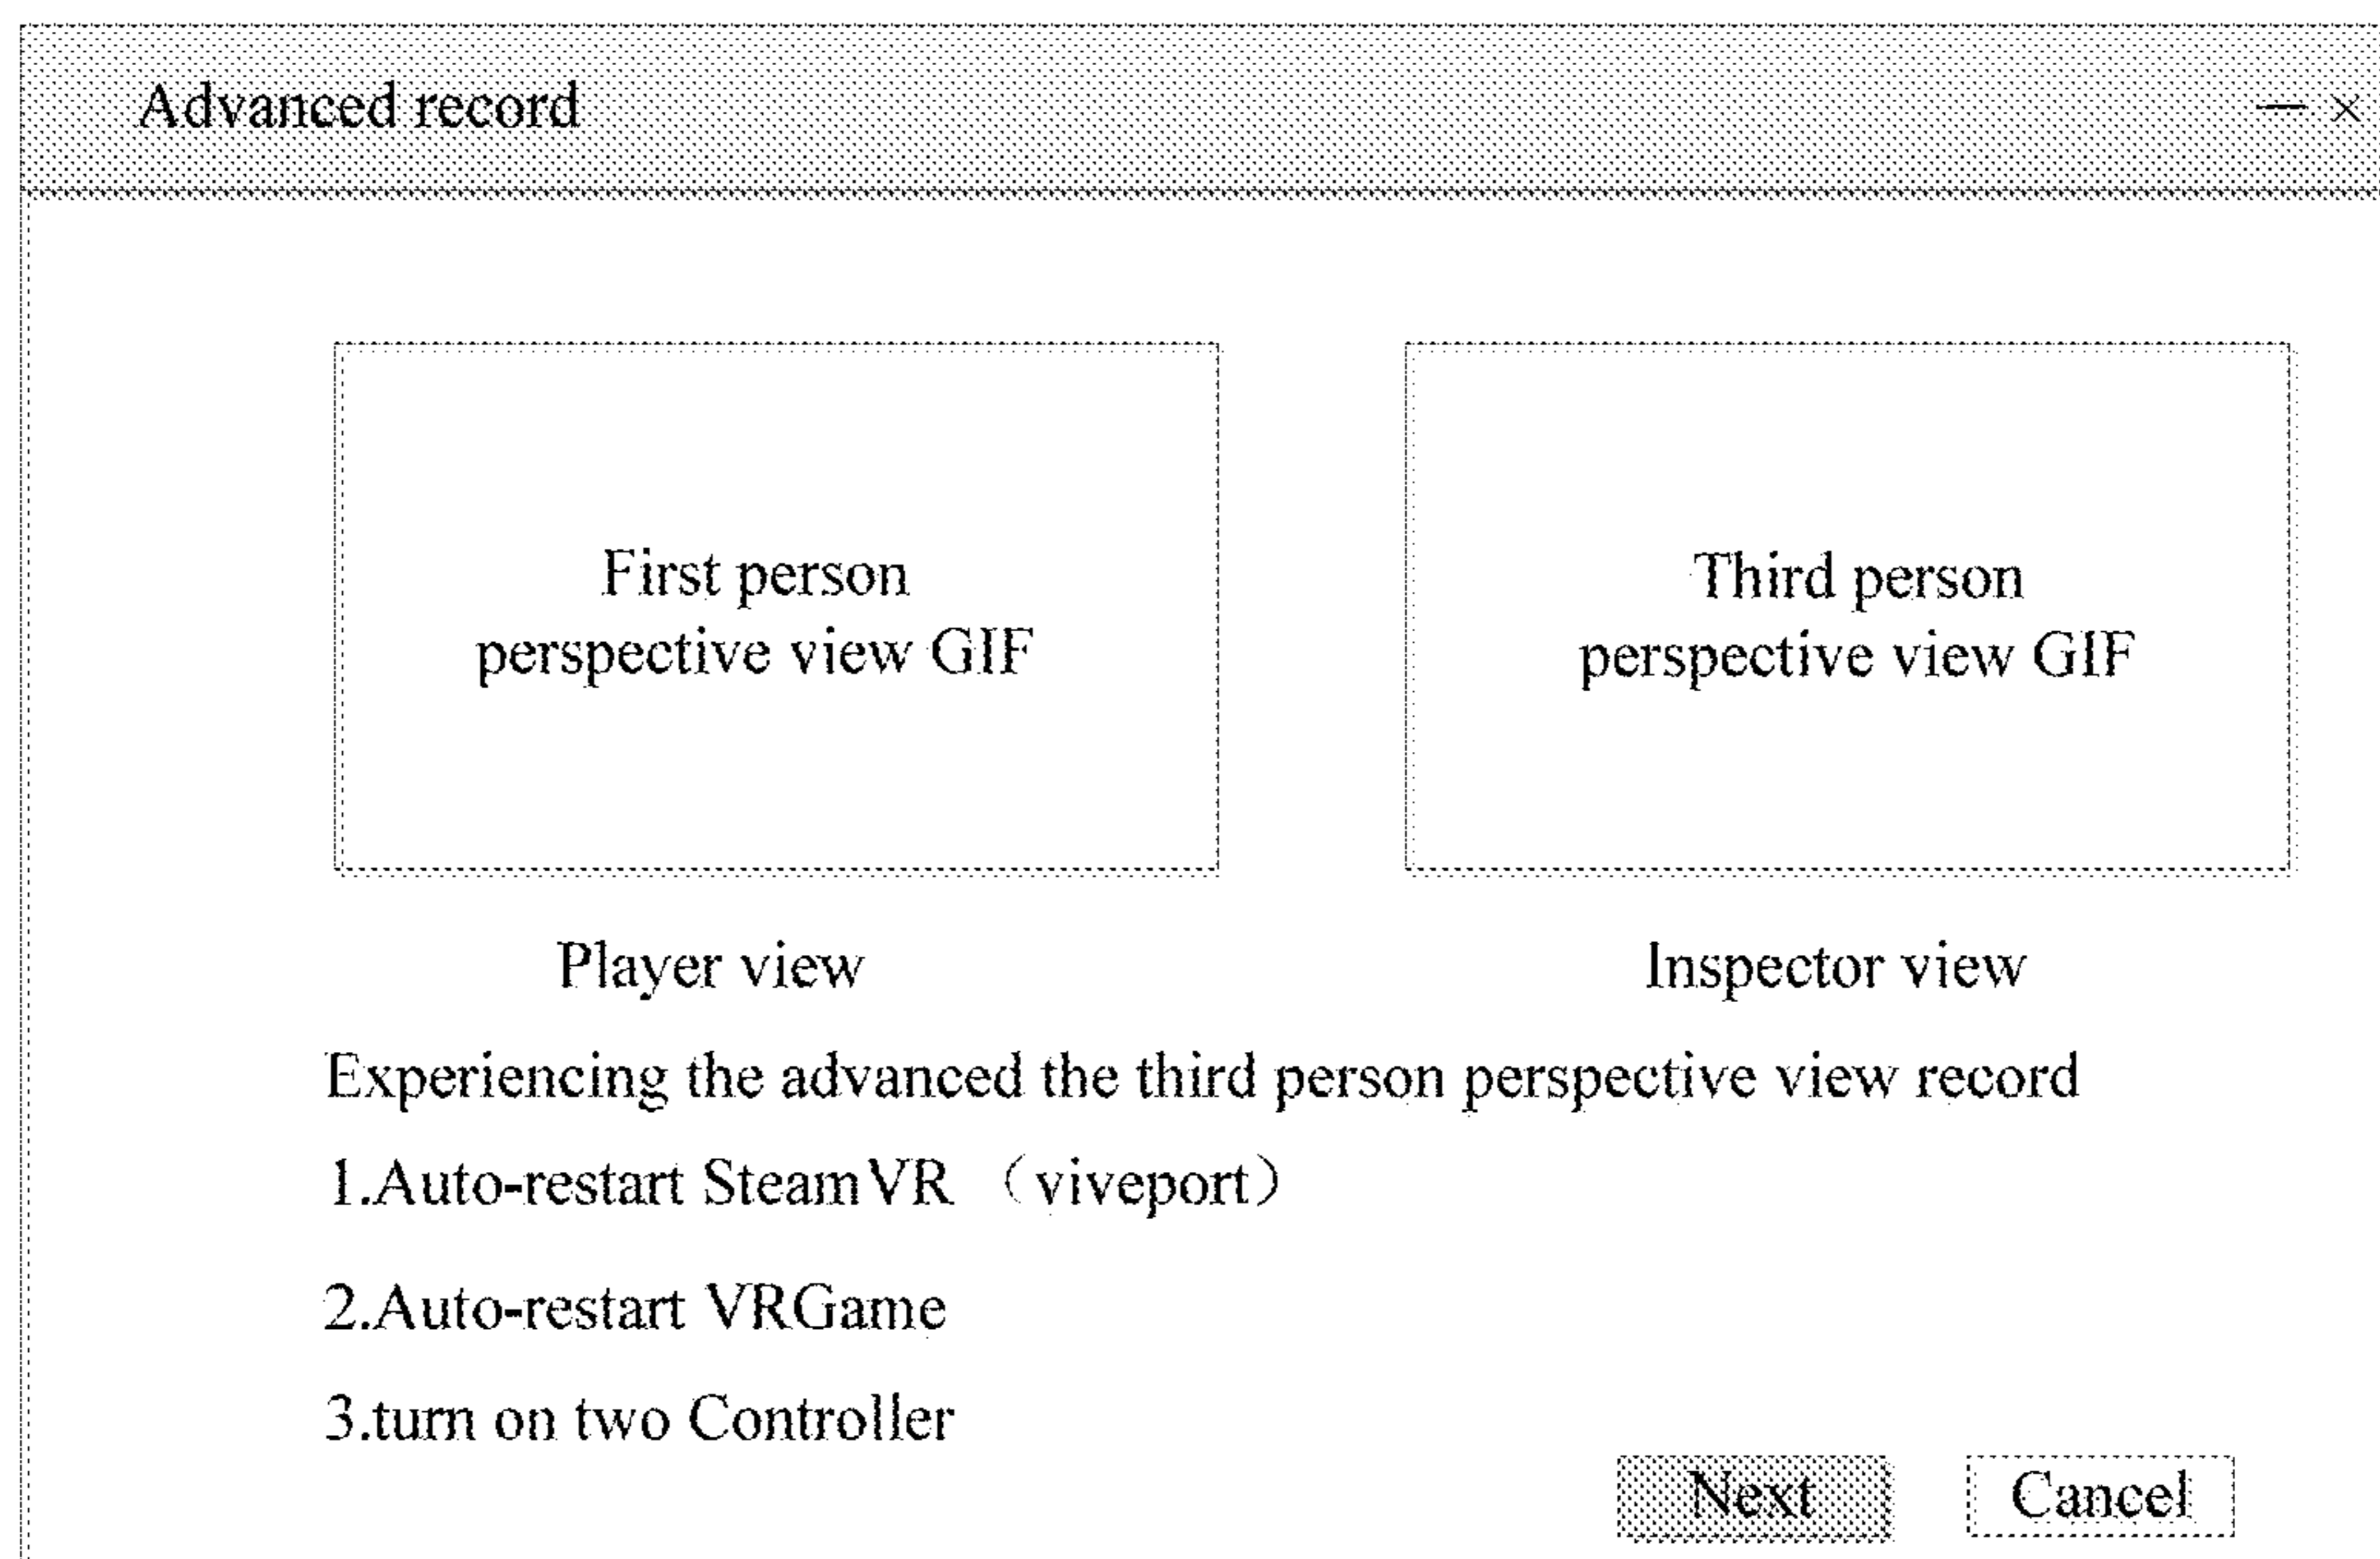 Advanced record
First person
perspective view GIF
Third person
perspective view GIF
Player view
Inspector view
Experiencing the advanced the third person perspective view record
1.Auto-restart SteamVR （viveport）
2.Auto-restart VRGame
3.turn on two Controller
Next
Cancel